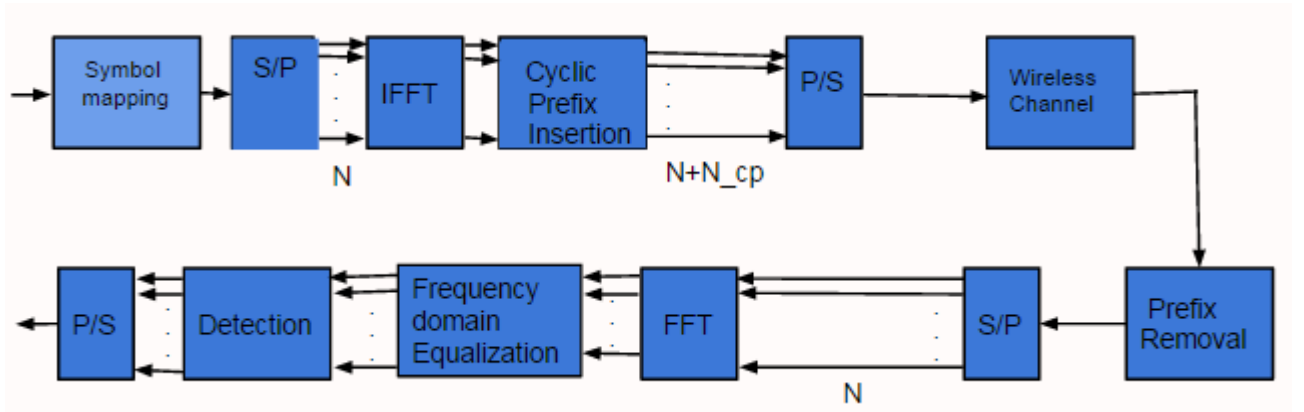 Symbol
mapping
S/P
IFFT
Cyclic
Prefix
Insertion
P/S
Wireless
Channel
N
N+N_cp
P/S
Detection
Frequency
domain
Equalization
FFT
S/P
Prefix
Removal
N